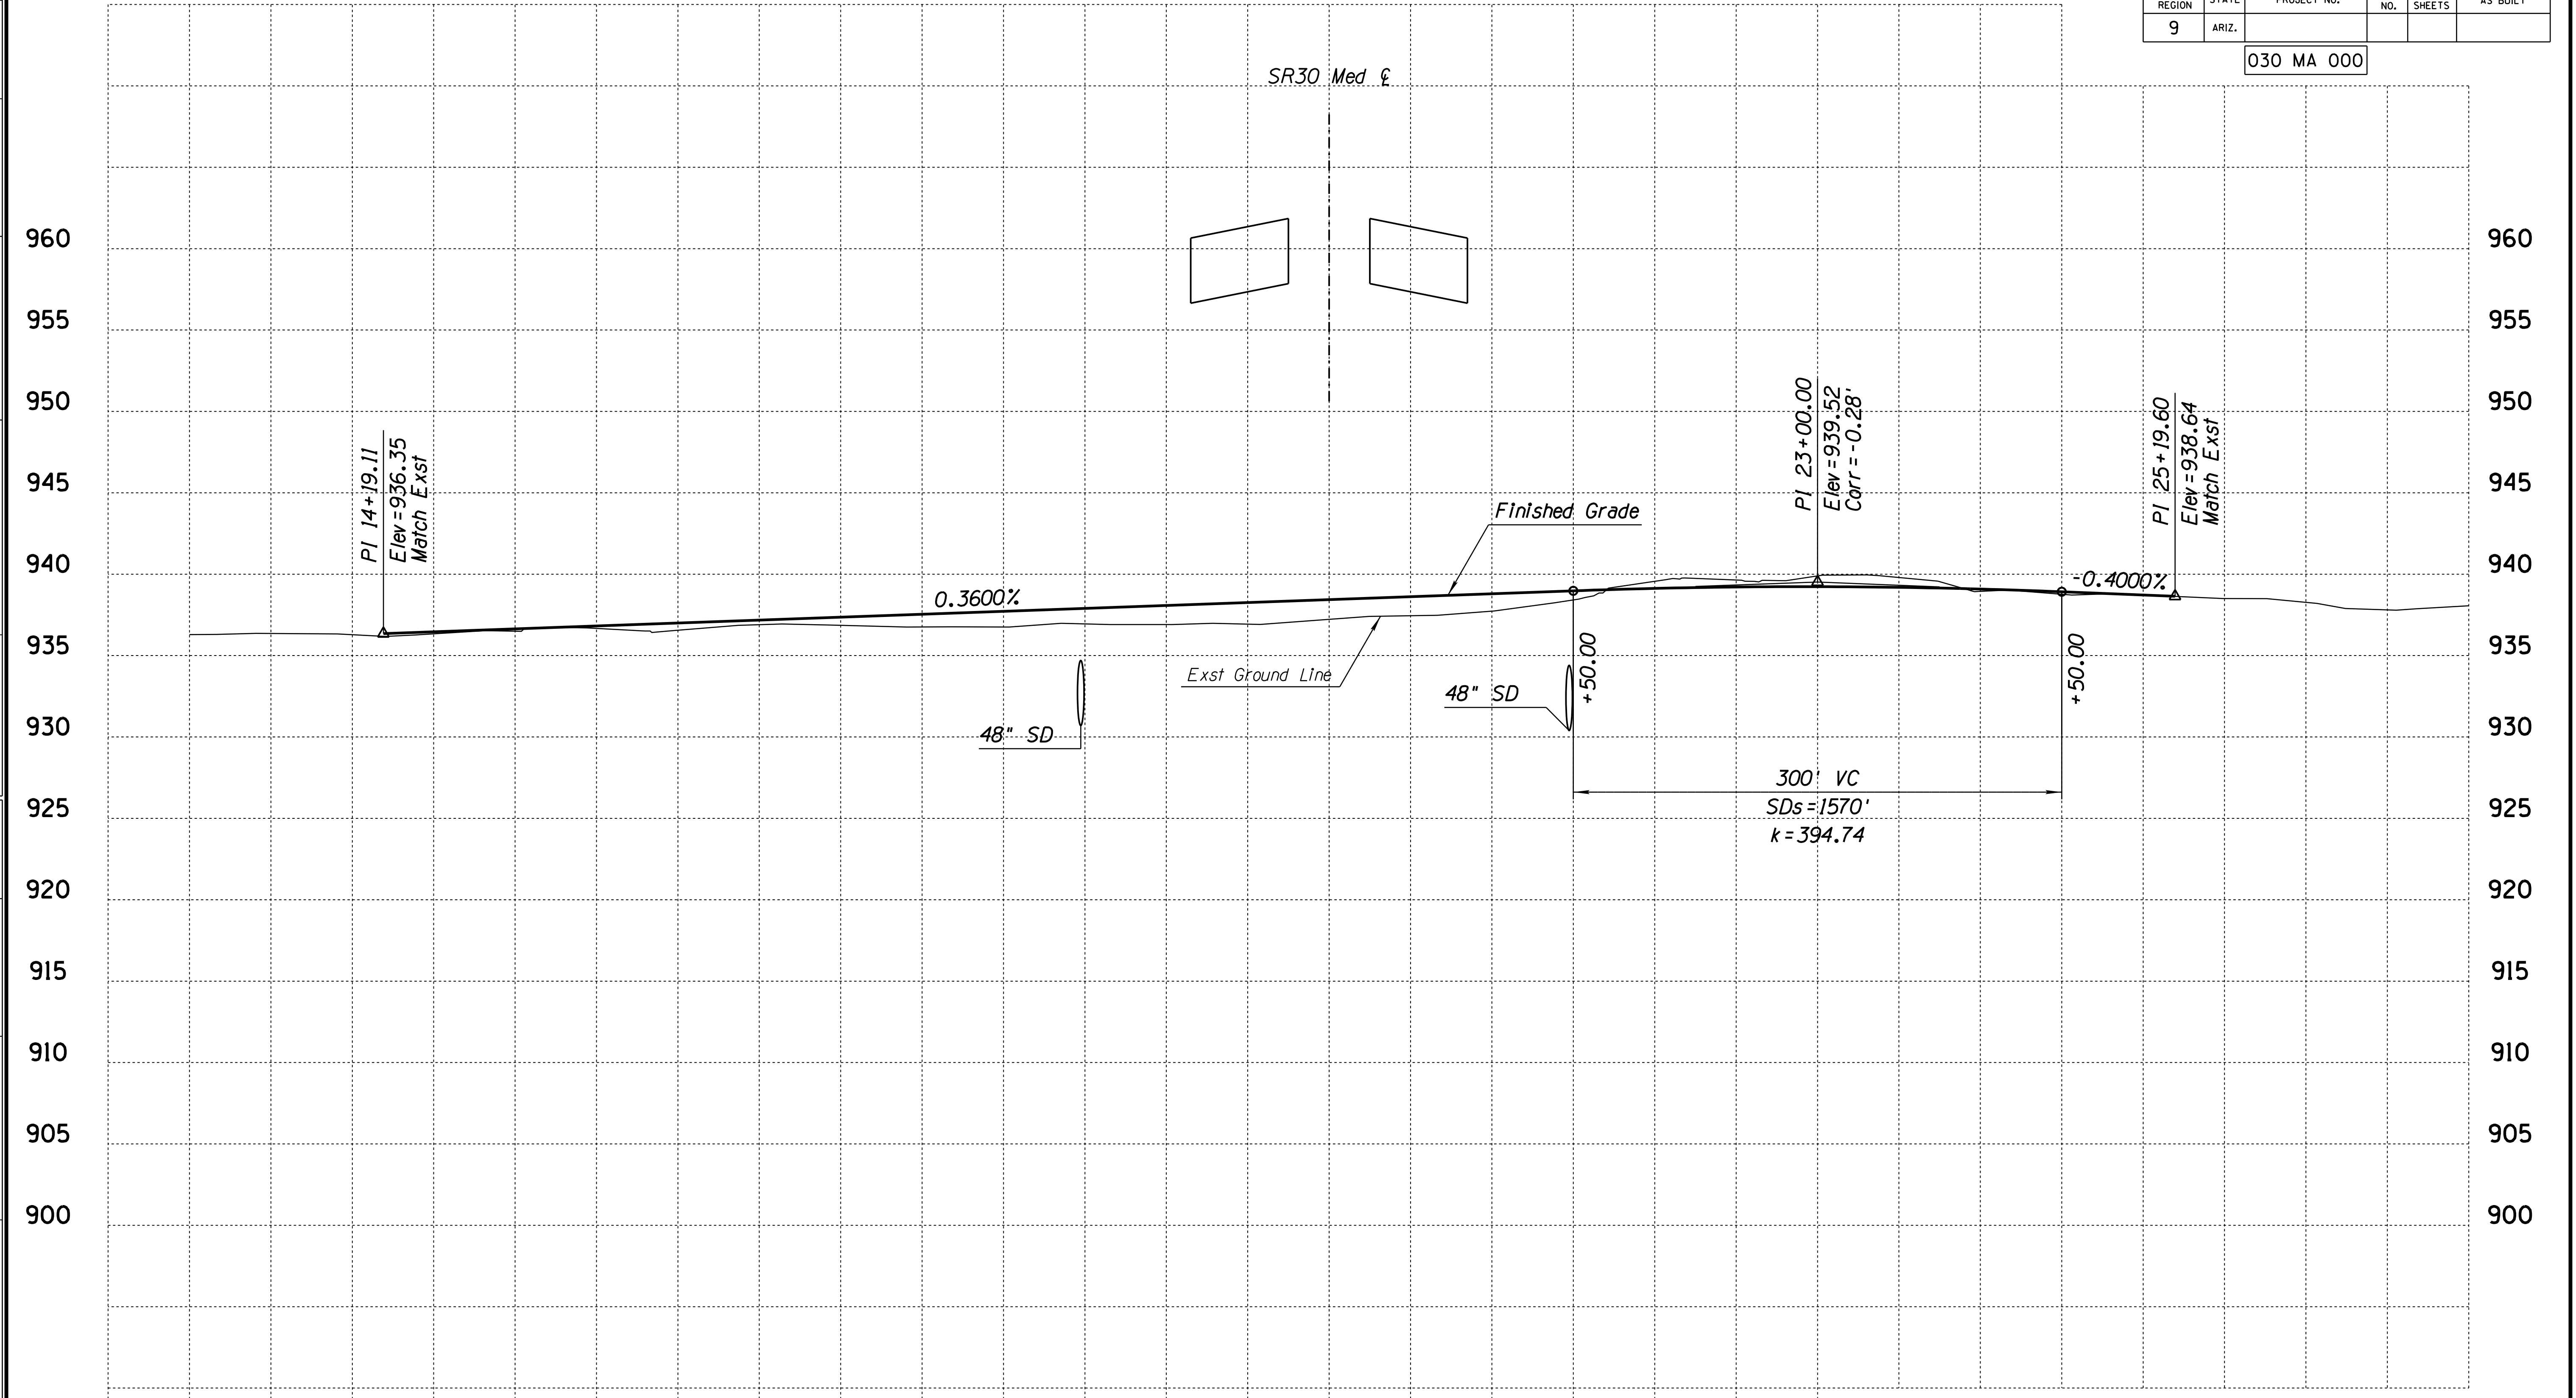 REGION STATE PROJECT NO. NO. SHEETS AS BUILT
9 ARIZ.
030 MA 000
SR30 Med ℄
960 960
955 955
950 950
945 945
940 940
935 935
930 930
925 925
920 920
915 915
910 910
905 905
900 900
PI 14+19.11
Elev=936.35
Match Exst
0.3600%
Finished Grade
Exst Ground Line
48" SD
48" SD
+50.00
PI 23+00.00
Elev=939.52
Corr=-0.28'
+50.00
-0.4000%
PI 25+19.60
Elev=938.64
Match Exst
300' VC
SDs=1570'
k=394.74